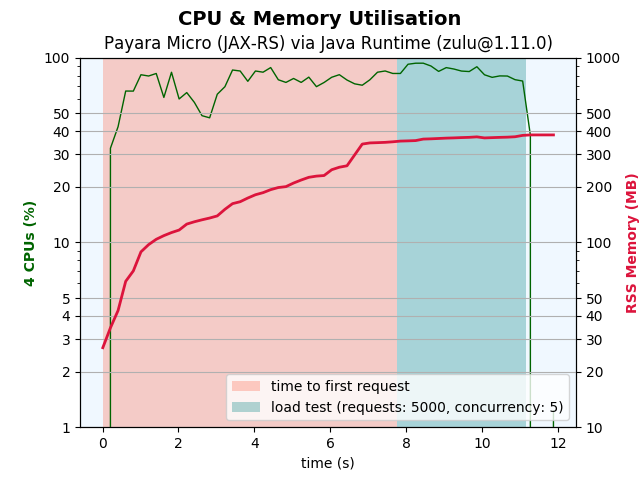 CPU & Memory Utilisation
Payara Micro (JAX-RS) via Java Runtime (zulu@1.11.0)
100
50
40
30
20
10
5
4
3
2
1
4 CPUs (%)
1000
500
400
300
200
100
50
40
30
20
10
RSS Memory (MB)
time to first request
load test (requests: 5000, concurrency: 5)
0 2 4 6 8 10 12
time (s)